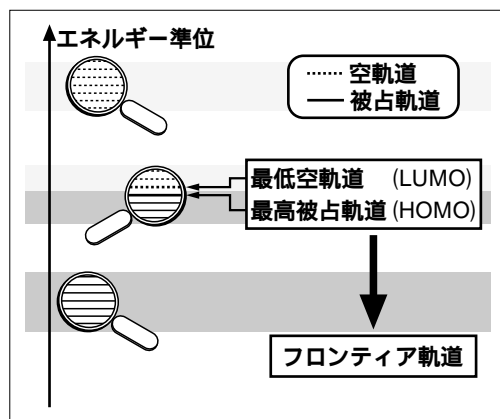 エネルギー準位
空軌道
被占軌道
最低空軌道 (LUMO)
最高被占軌道 (HOMO)
フロンティア軌道